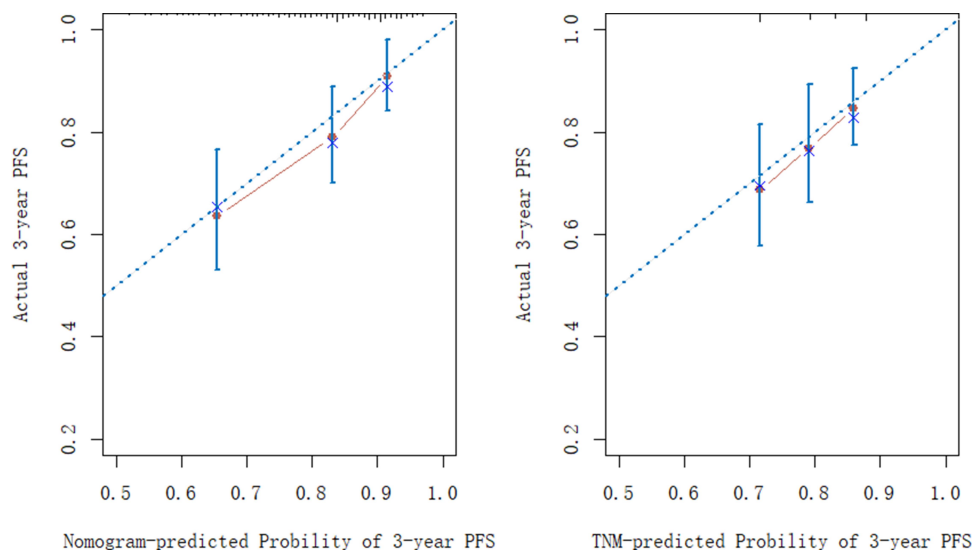 1.0
0.8
0.6
0.4
0.2
Actual 3-year PFS
0.5 0.6 0.7 0.8 0.9 1.0
Nomogram-predicted Probility of 3-year PFS
1.0
0.8
0.6
0.4
0.2
Actual 3-year PFS
0.5 0.6 0.7 0.8 0.9 1.0
TNM-predicted Probility of 3-year PFS